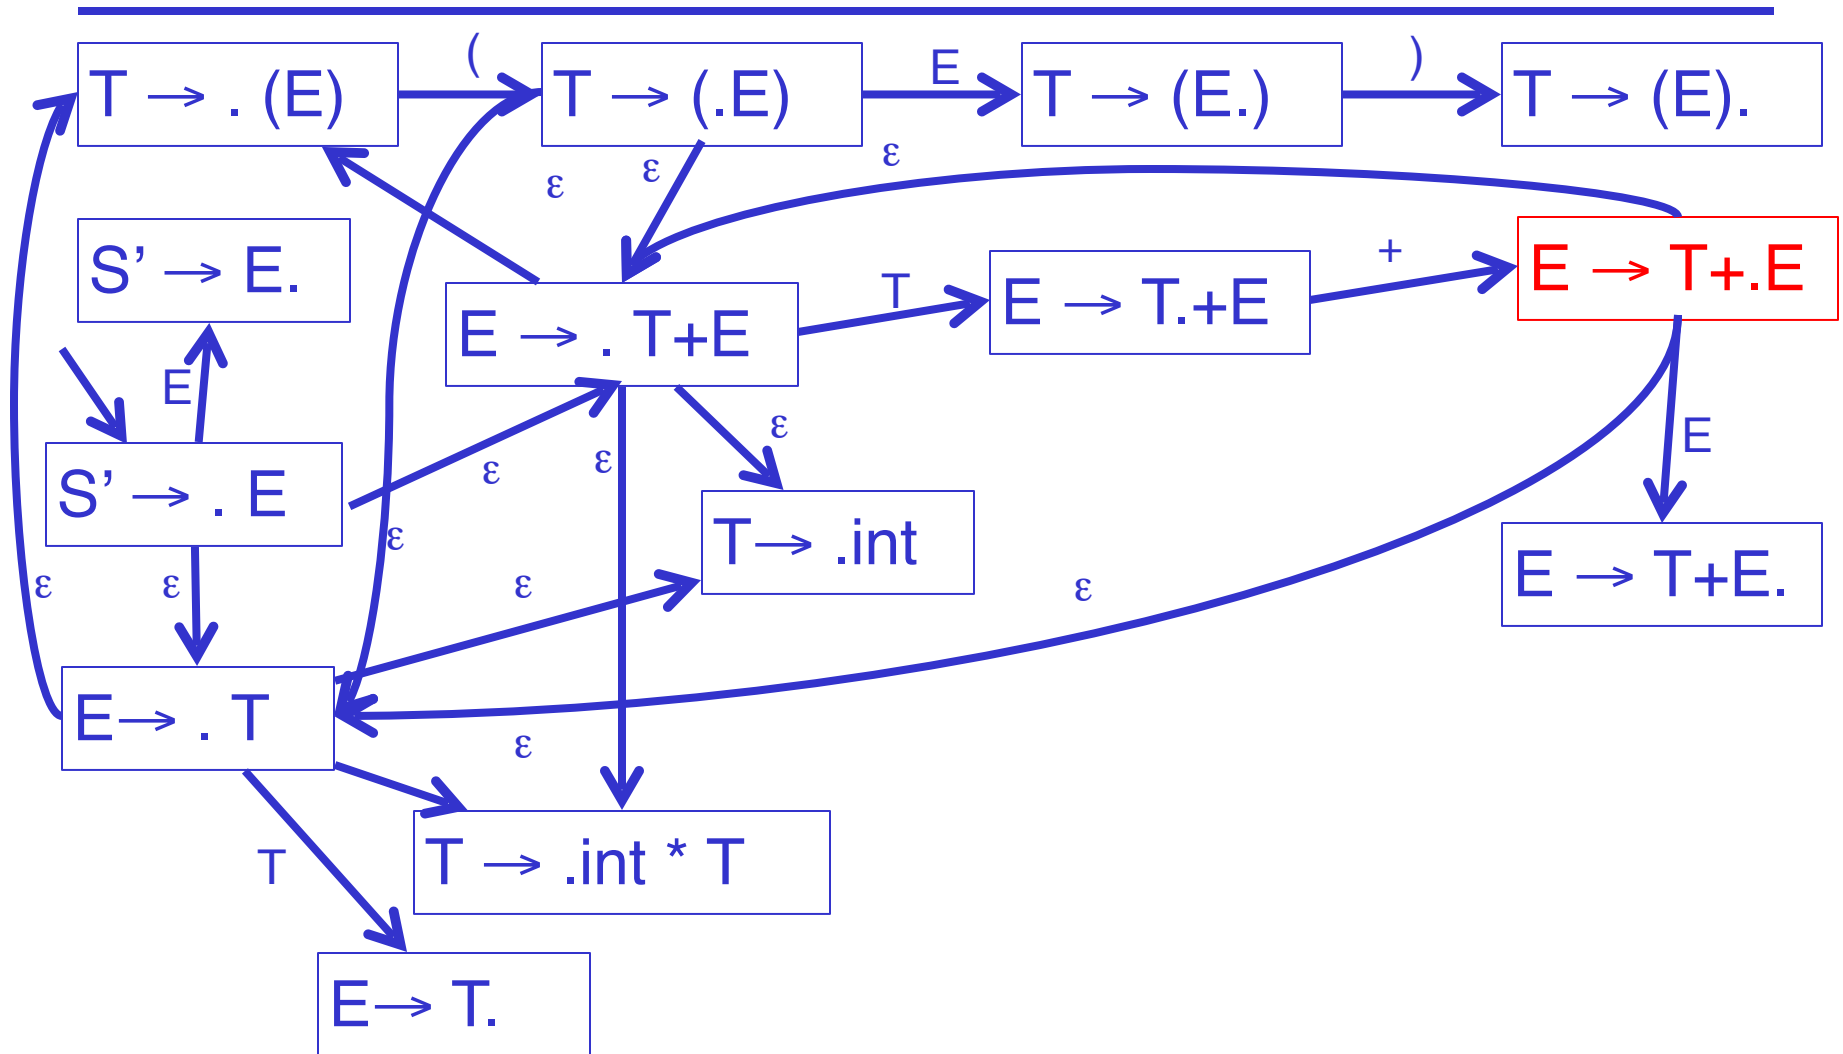 (
E
)
T → . (E)
T → (.E)
T → (E.)
T → (E).
ε
ε
ε
S’ → E.
E → T+.E
+
T
E → . T+E
E → T.+E
E
ε
ε
ε
E
S’ → . E
T→ .int
ε
ε
ε
ε
ε
E → T+E.
E→ . T
ε
T
T → .int * T
E→ T.